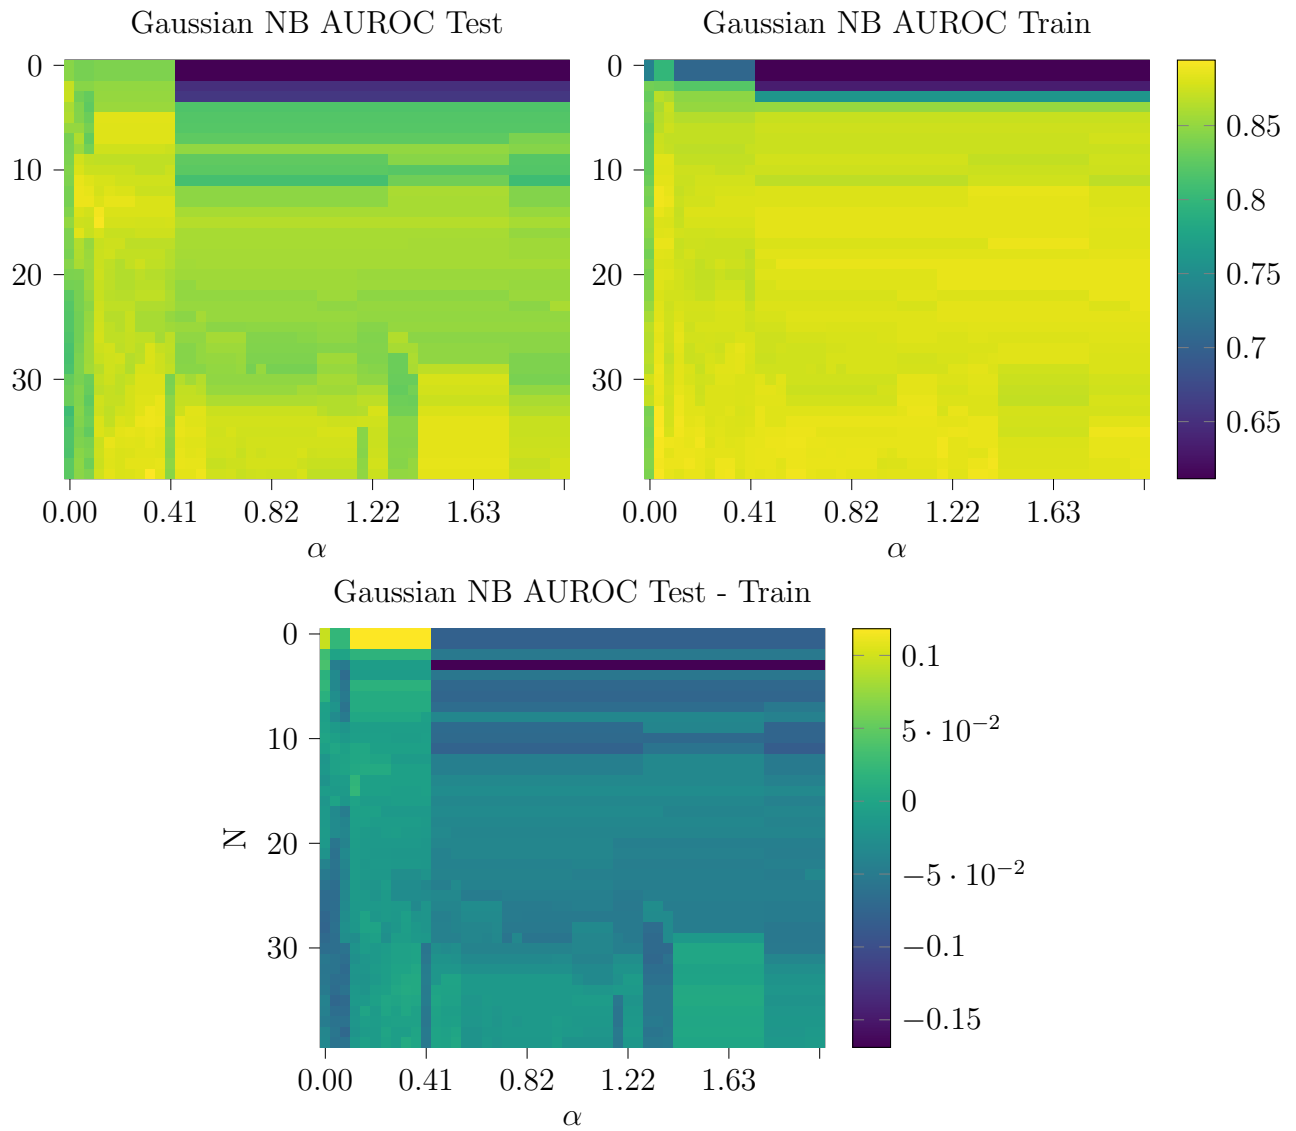 Gaussian NB AUROC Test
0
10
20
30
0.00 0.41 0.82 1.22 1.63
α
Gaussian NB AUROC Train
0
10
20
30
0.00 0.41 0.82 1.22 1.63
α
0.85
0.8
0.75
0.7
0.65
Gaussian NB AUROC Test - Train
N
0
10
20
30
0.00 0.41 0.82 1.22 1.63
α
0.1
5 · 10⁻²
0
−5 · 10⁻²
−0.1
−0.15